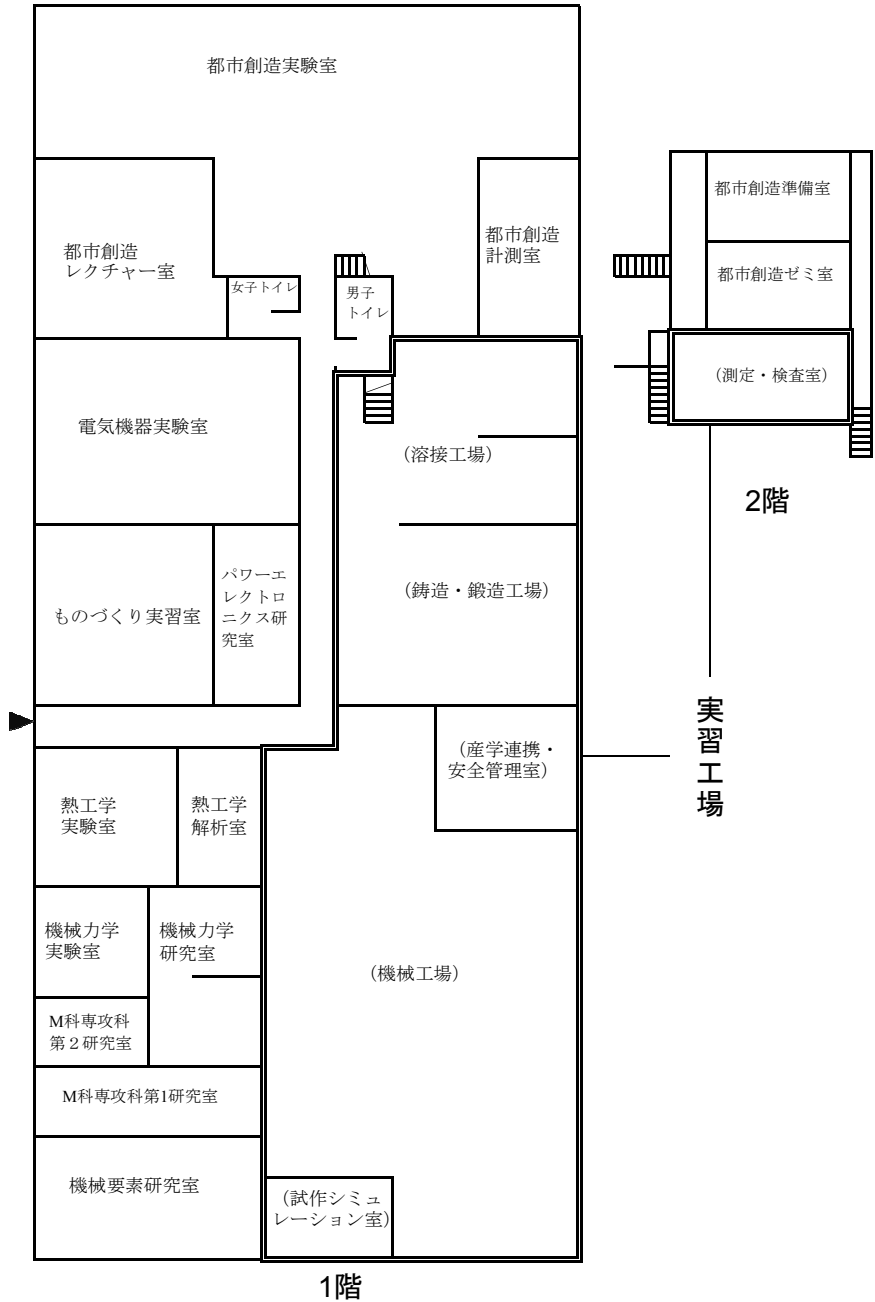 都市創造実験室
都市創造
レクチャー室
女子トイレ
男子
トイレ
都市創造
計測室
電気機器実験室
(溶接工場)
ものづくり実習室
パワーエ
レクトロ
ニクス研
究室
(鋳造・鍛造工場)
(産学連携・
安全管理室)
熱工学
実験室
熱工学
解析室
機械力学
実験室
機械力学
研究室
(機械工場)
M科専攻科
第２研究室
M科専攻科第1研究室
機械要素研究室
(試作シミュ
レーション室)
1階
都市創造準備室
都市創造ゼミ室
(測定・検査室)
2階
実習工場